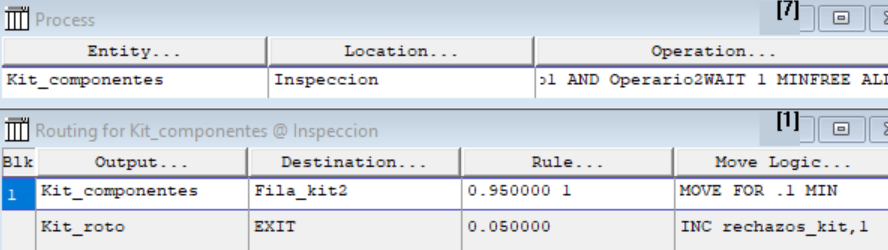 Process [7]
Entity... Location... Operation...
Kit_componentes Inspeccion o1 AND Operario2WAIT 1 MINFREE ALL
Routing for Kit_componentes @ Inspeccion [1]
Blk Output... Destination... Rule... Move Logic...
1 Kit_componentes Fila_kit2 0.950000 1 MOVE FOR .1 MIN
Kit_roto EXIT 0.050000 INC rechazos_kit,1